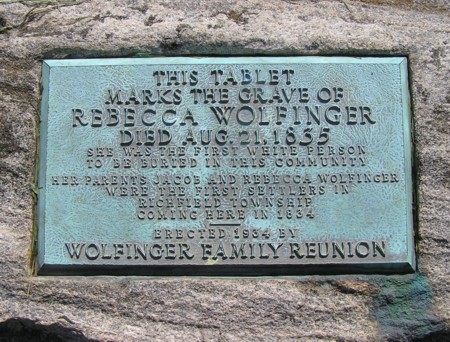 THIS TABLET
MARKS THE GRAVE OF
REBECCA WOLFINGER
DIED AUG. 21, 1835
SHE WAS THE FIRST WHITE PERSON
TO BE BURIED IN THIS COMMUNITY
HER PARENTS JACOB AND REBECCA WOLFINGER
WERE THE FIRST SETTLERS IN
RICHFIELD TOWNSHIP
COMING HERE IN 1834
ERECTED 1934 BY
WOLFINGER FAMILY REUNION